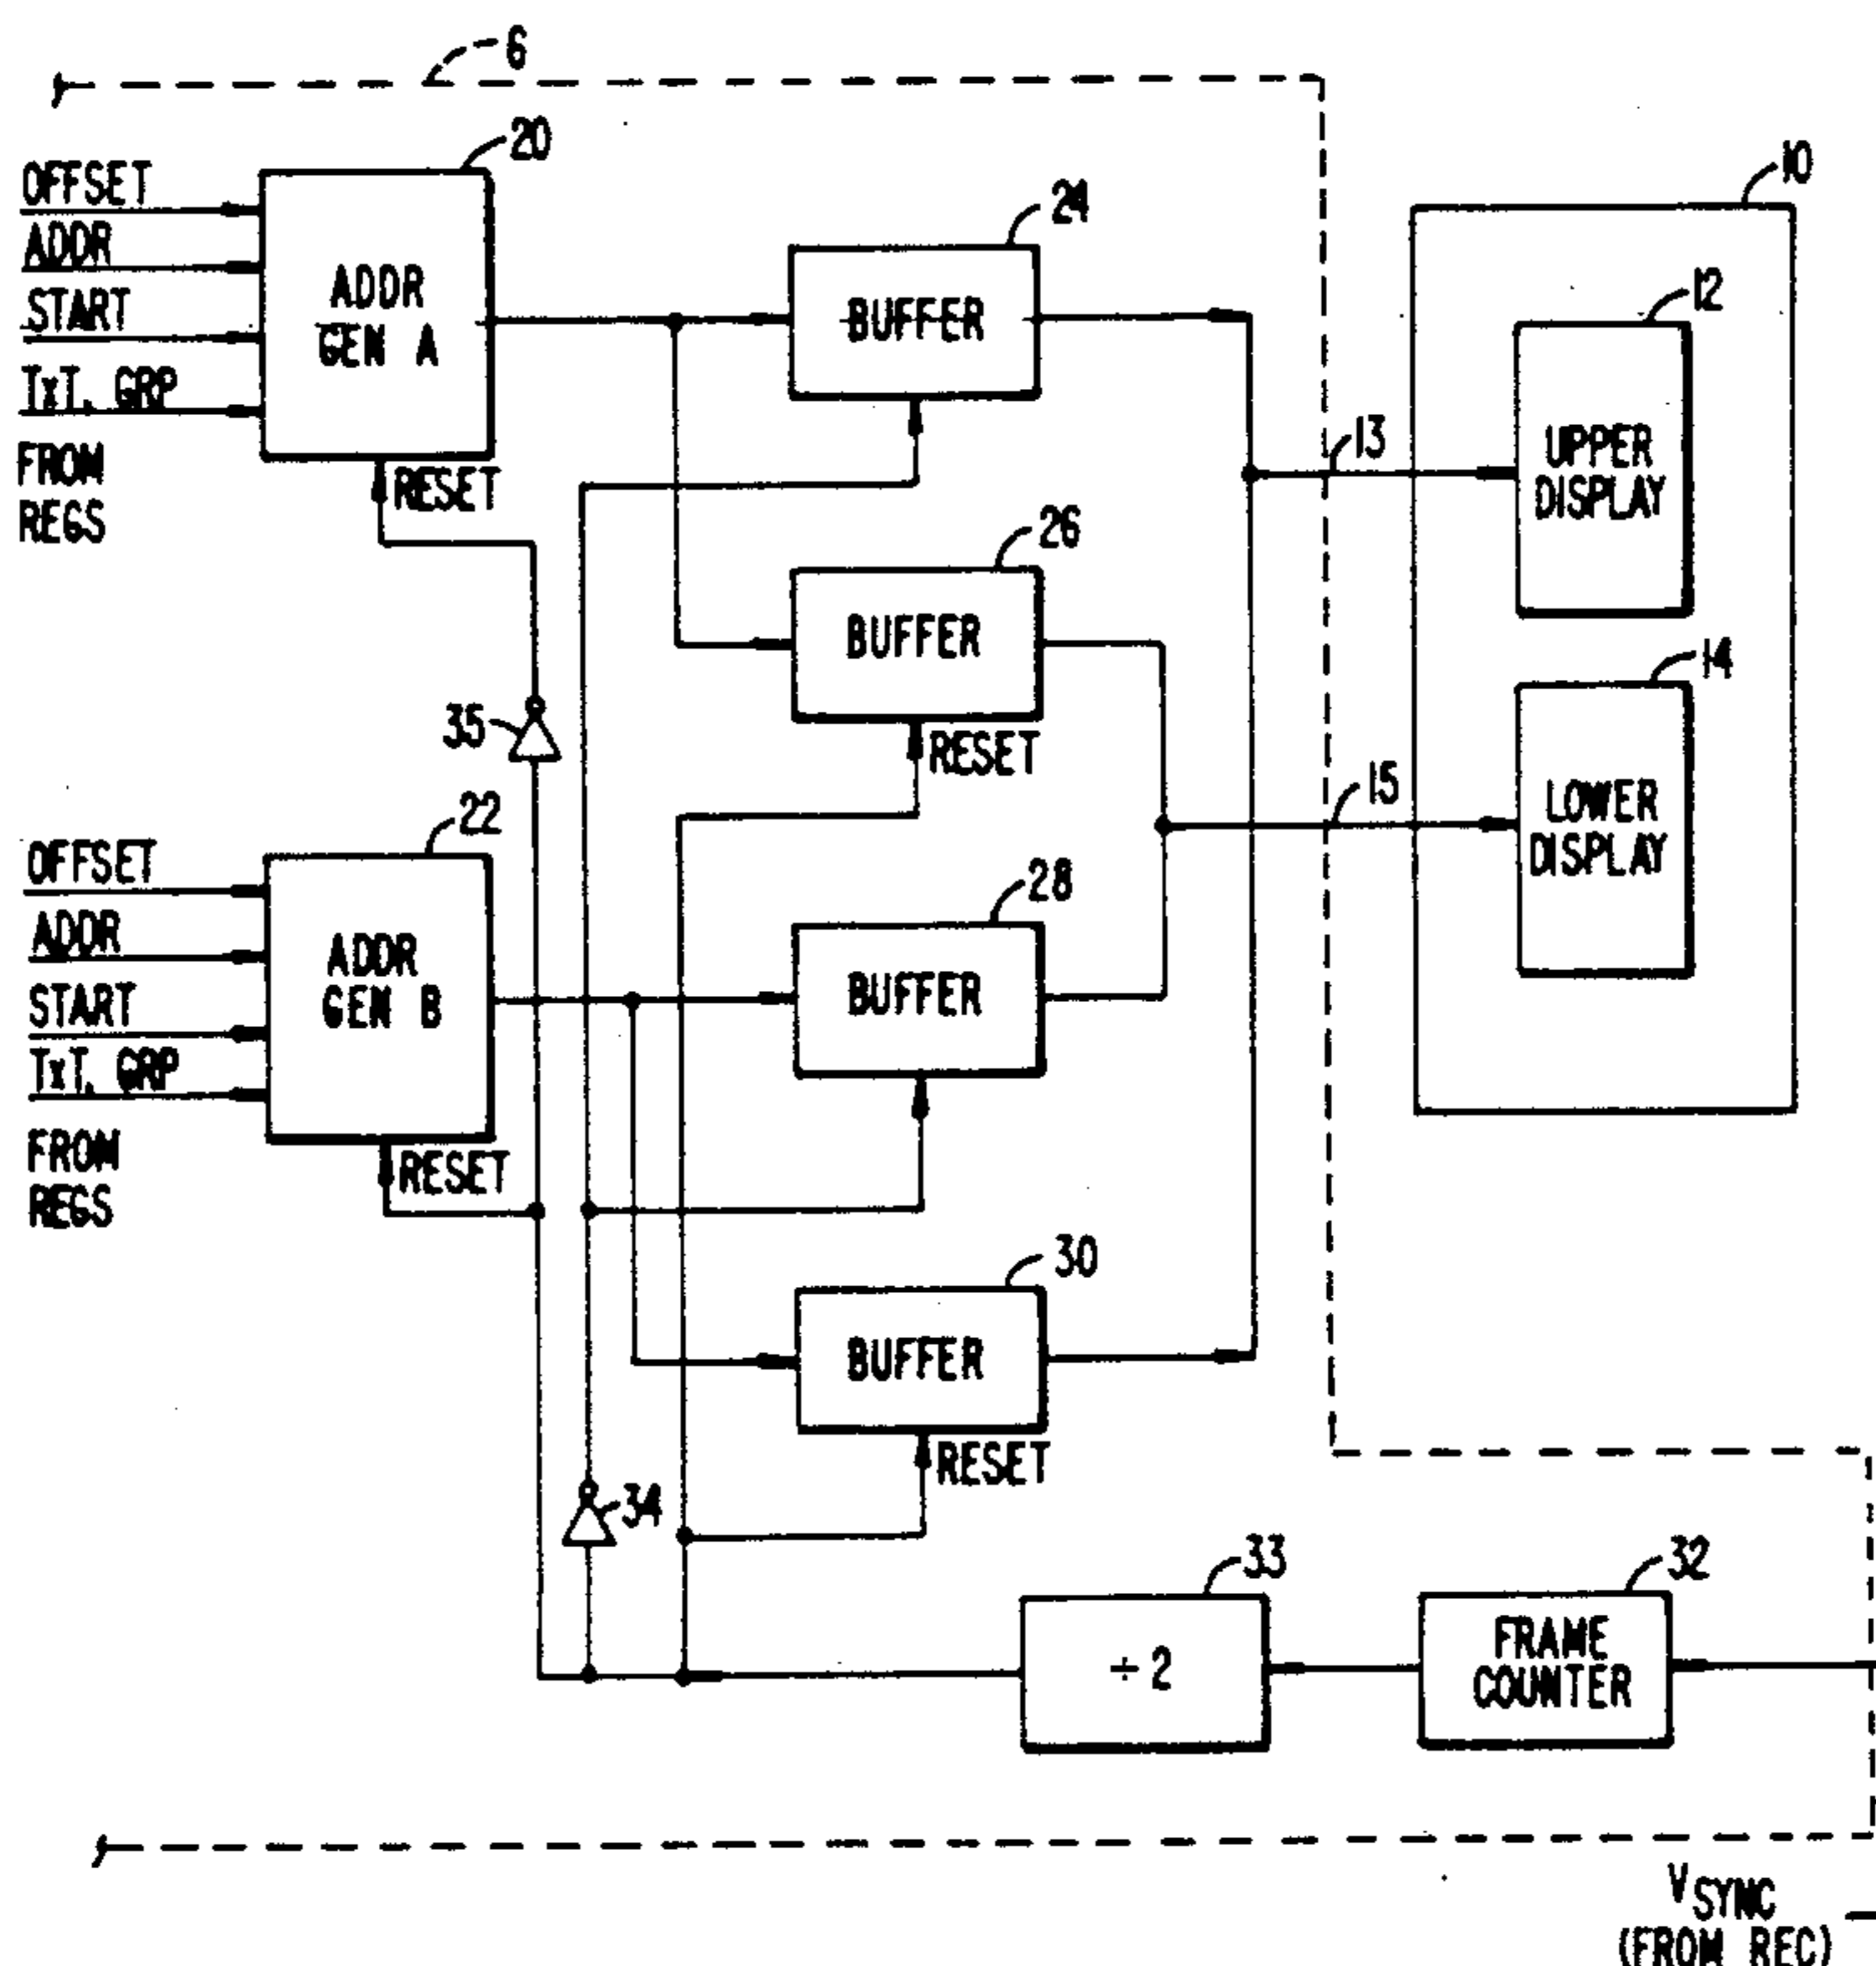 6
20
OFFSET
ADDR
START
TxT, GRP
FROM
REGS
ADDR
GEN A
RESET
24
BUFFER
10
12
UPPER
DISPLAY
13
26
BUFFER
RESET
14
LOWER
DISPLAY
15
35
22
OFFSET
ADDR
START
TxT, GRP
FROM
REGS
ADDR
GEN B
RESET
28
BUFFER
30
BUFFER
RESET
34
33
÷2
32
FRAME
COUNTER
VSYNC
(FROM REC)